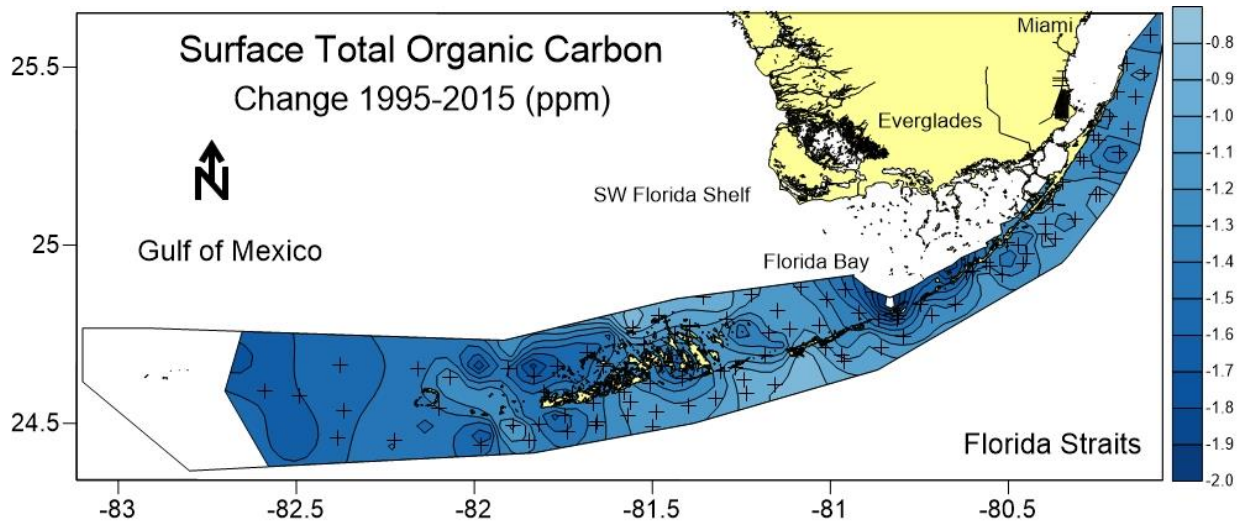 Surface Total Organic Carbon
Change 1995-2015 (ppm)
N
Miami
Everglades
SW Florida Shelf
Gulf of Mexico
Florida Bay
Florida Straits
25.5
25
24.5
-83
-82.5
-82
-81.5
-81
-80.5
-0.8
-0.9
-1.0
-1.1
-1.2
-1.3
-1.4
-1.5
-1.6
-1.7
-1.8
-1.9
-2.0